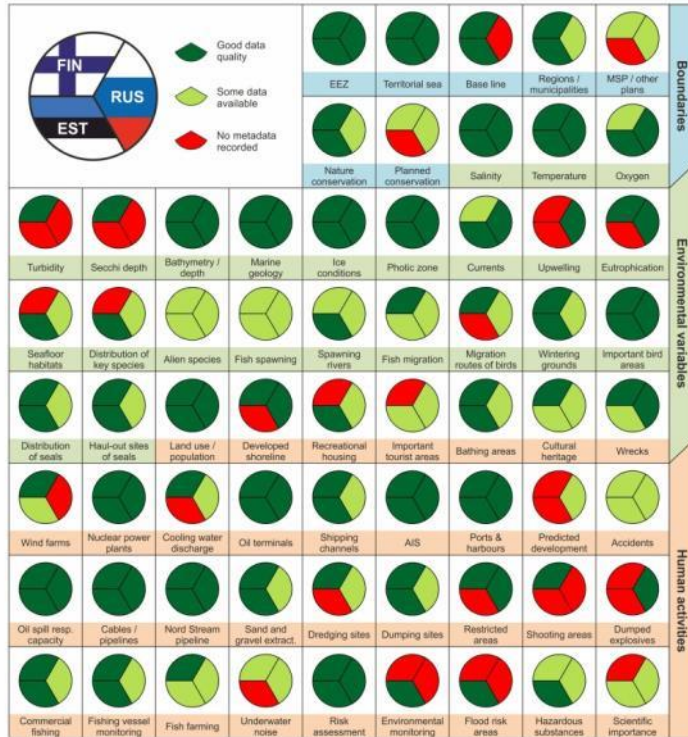 FIN
RUS
EST
Good data
quality
Some data
available
No metadata
recorded
EEZ
Territorial sea
Base line
Regions /
municipalities
MSP / other
plans
Boundaries
Nature
conservation
Planned
conservation
Salinity
Temperature
Oxygen
Turbidity
Secchi depth
Bathymetry /
depth
Marine
geology
Ice
conditions
Photic zone
Currents
Upwelling
Eutrophication
Environmental variables
Seafloor
habitats
Distribution of
key species
Alien species
Fish spawning
Spawning
rivers
Fish migration
Migration
routes of birds
Wintering
grounds
Important bird
areas
Distribution
of seals
Haul-out sites
of seals
Land use /
population
Developed
shoreline
Recreational
housing
Important
tourist areas
Bathing areas
Cultural
heritage
Wrecks
Wind farms
Nuclear power
plants
Cooling water
discharge
Oil terminals
Shipping
channels
AIS
Ports &
harbours
Predicted
development
Accidents
Human activities
Oil spill resp.
capacity
Cables /
pipelines
Nord Stream
pipeline
Sand and
gravel extract.
Dredging sites
Dumping sites
Restricted
areas
Shooting areas
Dumped
explosives
Commercial
fishing
Fishing vessel
monitoring
Fish farming
Underwater
noise
Risk
assessment
Environmental
monitoring
Flood risk
areas
Hazardous
substances
Scientific
importance